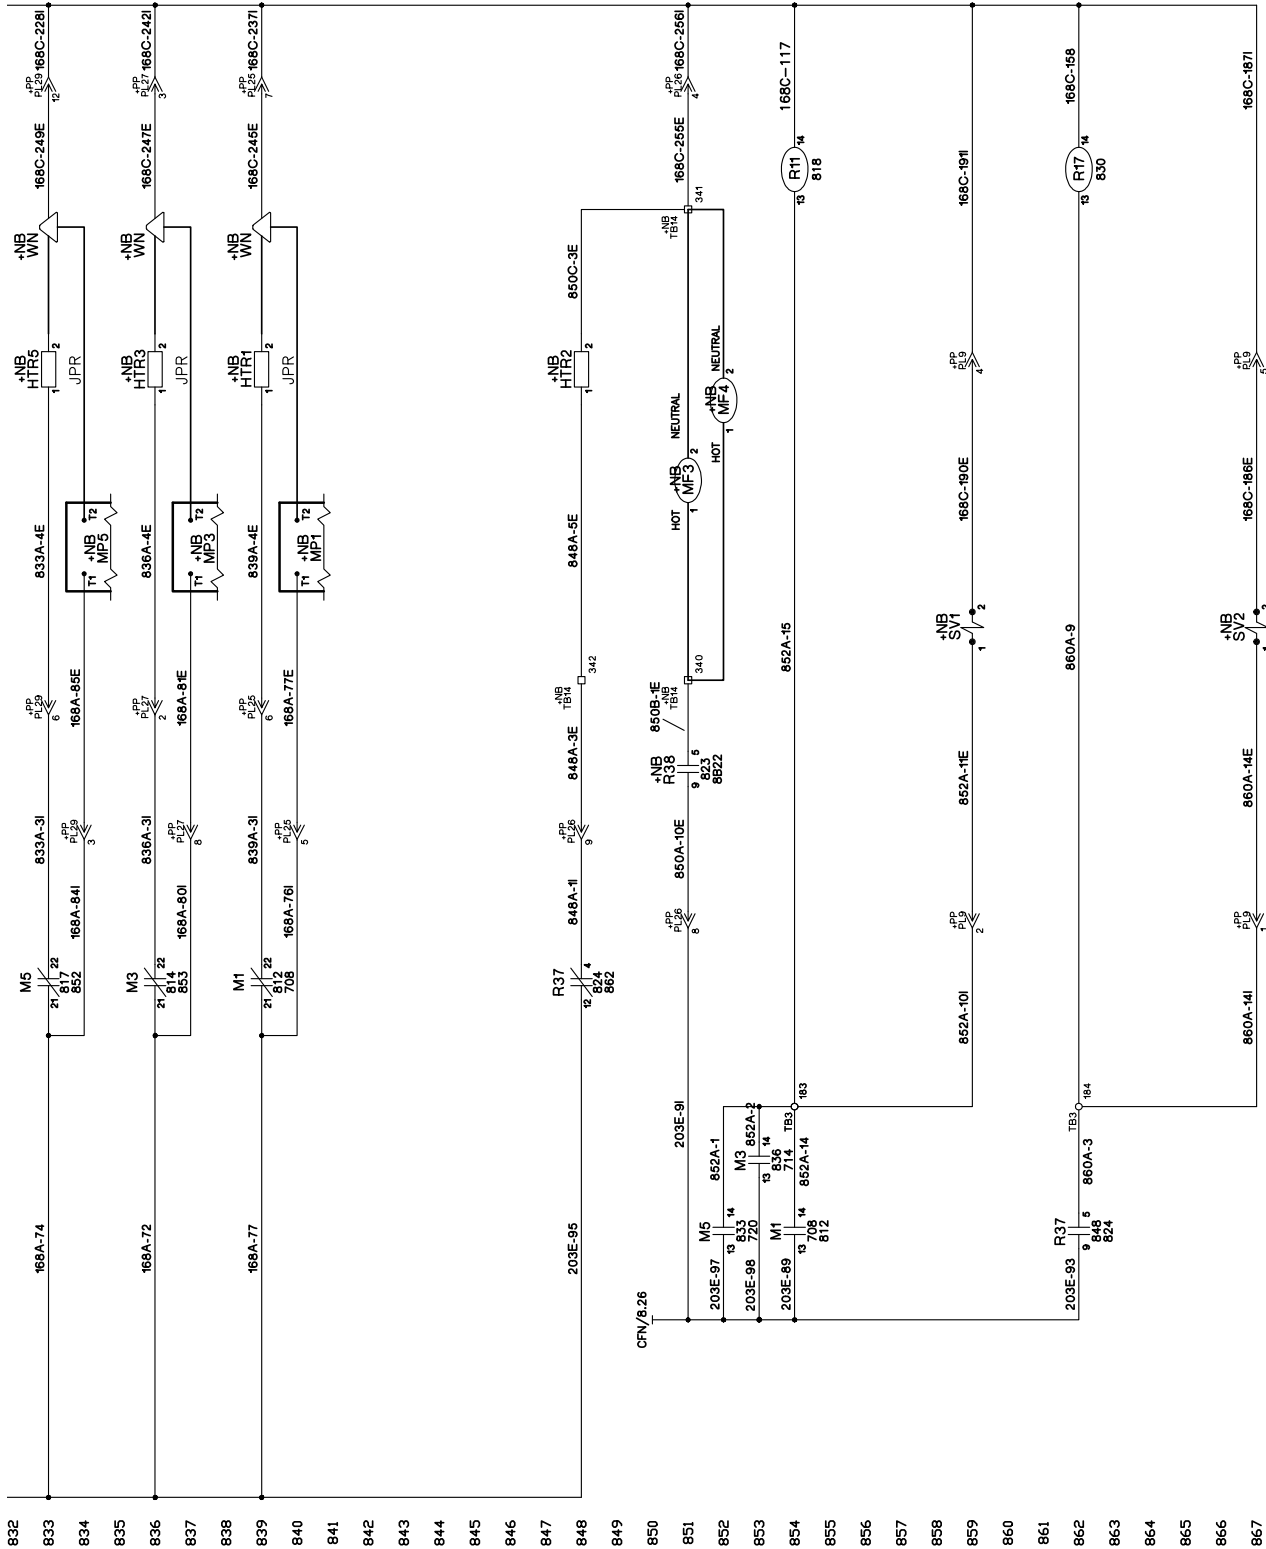 832
833
168A-74
21
M5
22
817
852
833A-3I
+PP
PL29
6
833A-4E
1
+NB
HTR5
2
+NB
WN
168C-249E
+PP
PL29
12
168C-228I
834
168A-84I
+PP
PL29
3
168A-85E
T1
+NB
MP5
T2
JPR
835
836
168A-72
21
M3
22
814
853
836A-3I
+PP
PL27
2
836A-4E
1
+NB
HTR3
2
+NB
WN
168C-247E
+PP
PL27
3
168C-242I
837
168A-80I
+PP
PL27
8
168A-81E
T1
+NB
MP3
T2
JPR
838
839
168A-77
21
M1
22
812
708
839A-3I
+PP
PL25
6
839A-4E
1
+NB
HTR1
2
+NB
WN
168C-245E
+PP
PL25
7
168C-237I
840
168A-76I
+PP
PL25
5
168A-77E
T1
+NB
MP1
T2
JPR
841
842
843
844
845
846
847
848
203E-95
12
R37
4
824
862
848A-1I
+PP
PL26
9
848A-3E
+NB
TB14
342
848A-5E
1
+NB
HTR2
2
850C-3E
849
850
CFN/8.26
851
203E-9I
+PP
PL26
8
850A-10E
9
+NB
R38
5
823
8B22
850B-1E
+NB
TB14
340
HOT
1
+NB
MF3
2
NEUTRAL
+NB
TB14
341
168C-255E
+PP
PL26
4
168C-256I
852
203E-97
13
M5
14
833
720
852A-1
HOT
1
+NB
MF4
2
NEUTRAL
853
203E-98
13
M3
14
836
714
852A-2
854
203E-89
13
M1
14
708
812
852A-14
TB3
183
852A-15
13
R11
14
818
168C-117
855
856
857
858
859
852A-10I
+PP
PL9
2
852A-11E
1
+NB
SV1
2
168C-190E
+PP
PL9
4
168C-191I
860
861
862
203E-93
9
R37
5
848
824
860A-3
TB3
184
860A-9
13
R17
14
830
168C-158
863
864
865
866
867
860A-14I
+PP
PL9
1
860A-14E
1
+NB
SV2
2
168C-186E
+PP
PL9
5
168C-187I